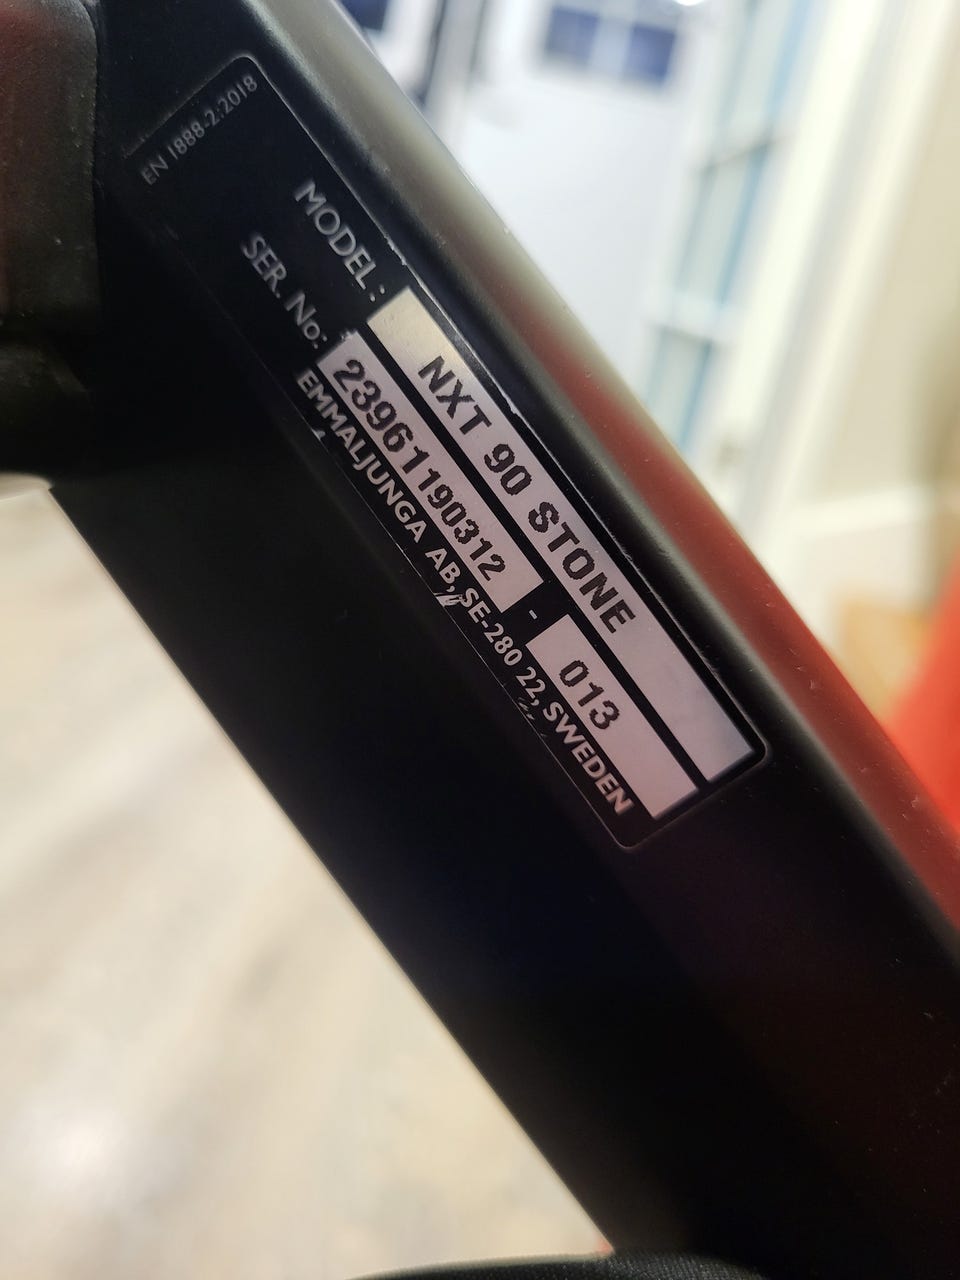 EN 1888-2:2018
MODEL: NXT 90 STONE
SER. No: 23961190312 - 013
EMMALJUNGA AB, SE-280 22, SWEDEN